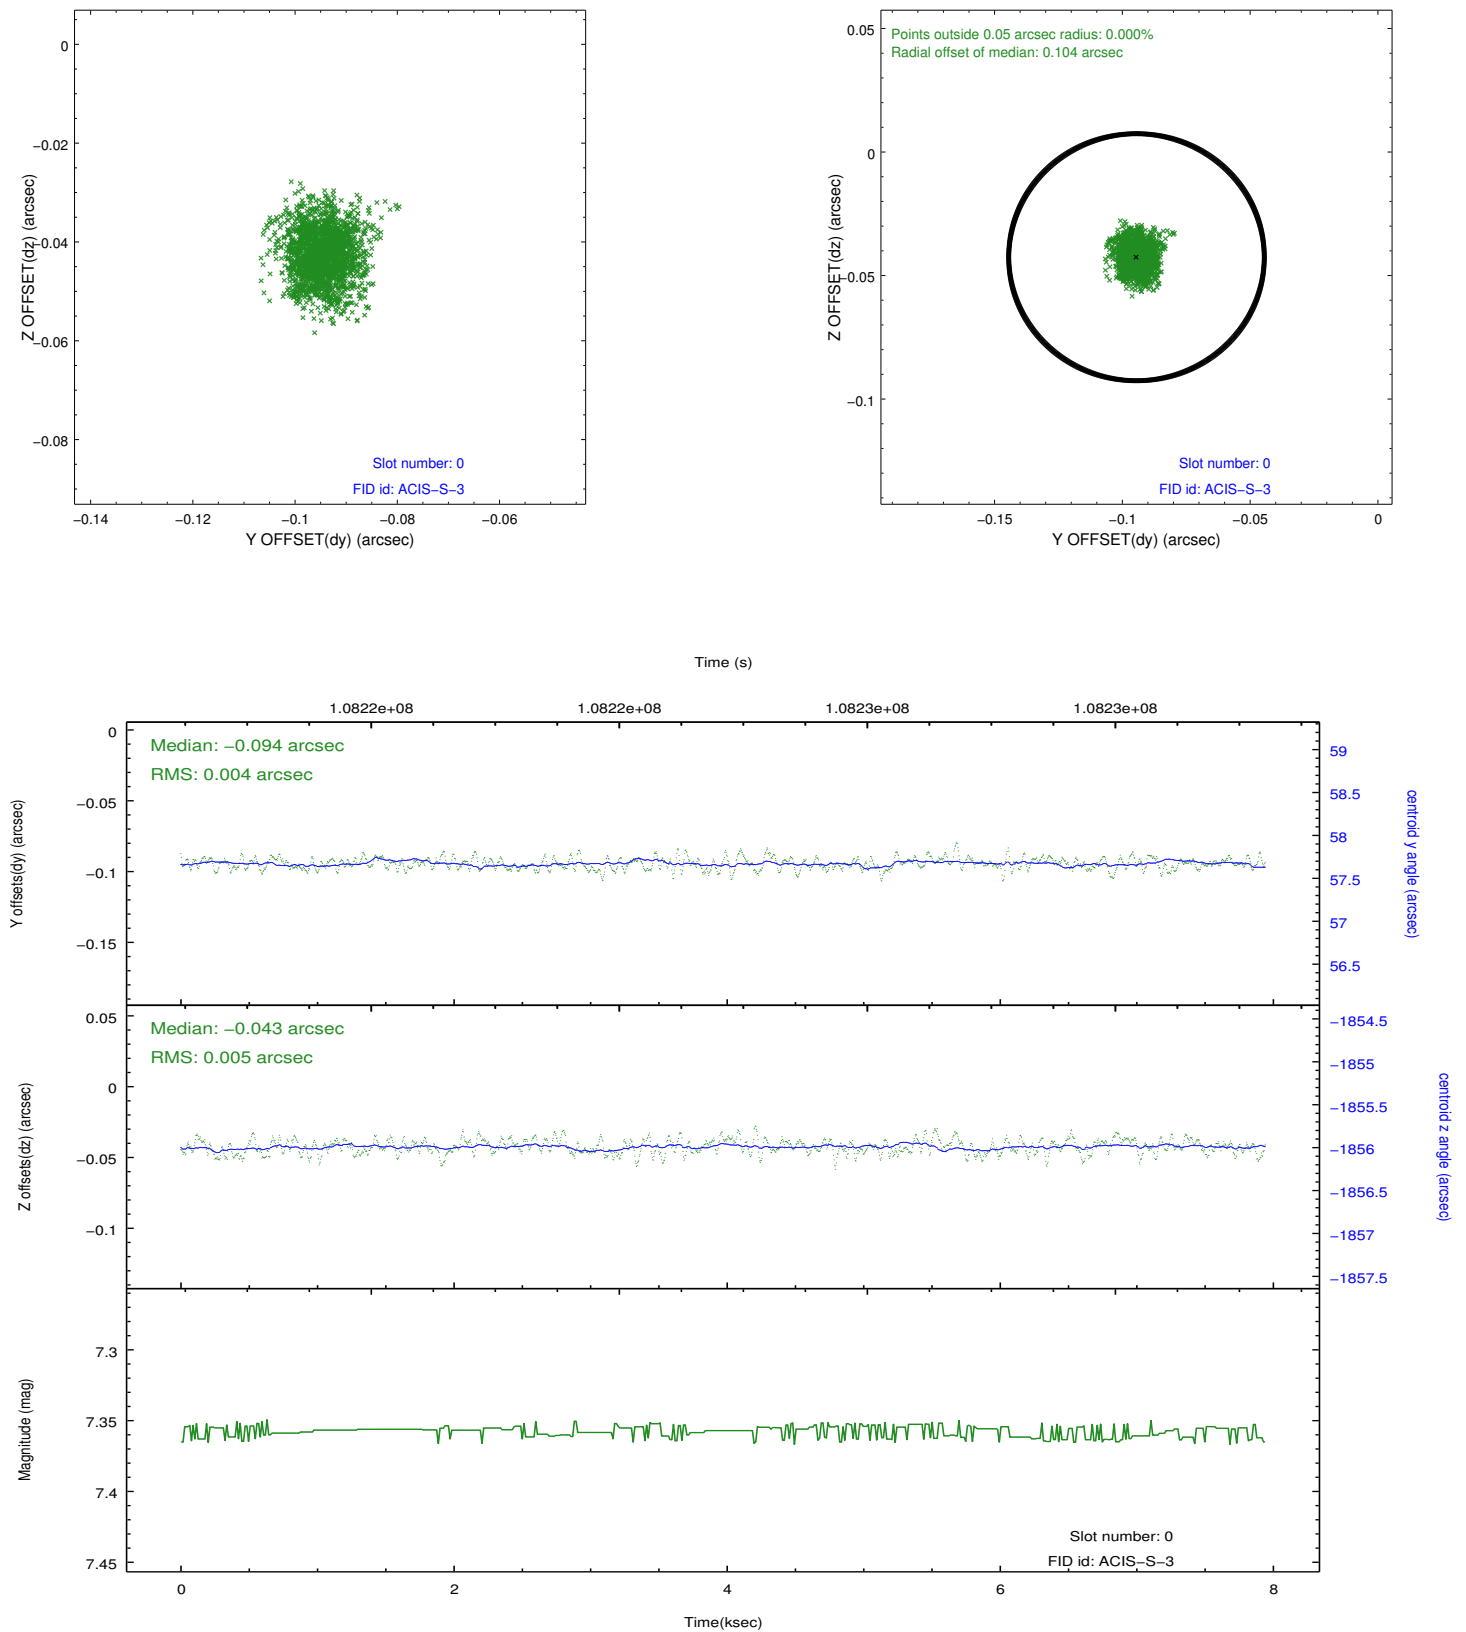 0
−0.02
−0.04
−0.06
−0.08
Z OFFSET(dz) (arcsec)
Slot number: 0
FID id: ACIS−S−3
−0.14
−0.12
−0.1
−0.08
−0.06
Y OFFSET(dy) (arcsec)
0.05
0
−0.05
−0.1
Z OFFSET(dz) (arcsec)
Points outside 0.05 arcsec radius: 0.000%
Radial offset of median: 0.104 arcsec
Slot number: 0
FID id: ACIS−S−3
−0.15
−0.1
−0.05
0
Y OFFSET(dy) (arcsec)
Time (s)
1.0822e+08
1.0822e+08
1.0823e+08
1.0823e+08
Median: −0.094 arcsec
RMS: 0.004 arcsec
0
−0.05
−0.1
−0.15
Y offsets(dy) (arcsec)
59
58.5
58
57.5
57
56.5
centroid y angle (arcsec)
Median: −0.043 arcsec
RMS: 0.005 arcsec
0.05
0
−0.05
−0.1
Z offsets(dz) (arcsec)
−1854.5
−1855
−1855.5
−1856
−1856.5
−1857
−1857.5
centroid z angle (arcsec)
7.3
7.35
7.4
7.45
Magnitude (mag)
Slot number: 0
FID id: ACIS−S−3
0
2
4
6
8
Time(ksec)